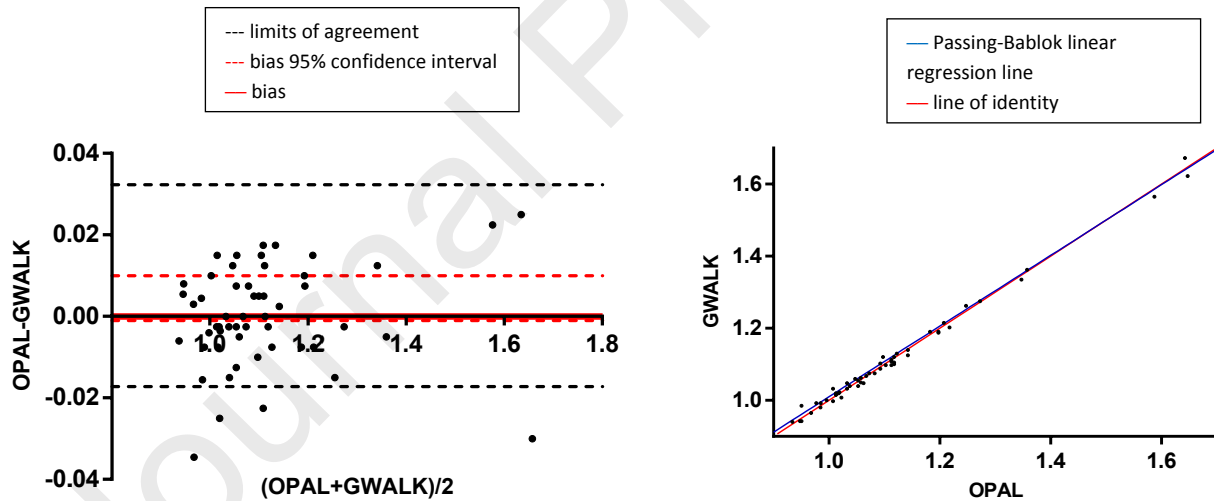 --- limits of agreement
--- bias 95% confidence interval
— bias
— Passing-Bablok linear
regression line
— line of identity
0.04
0.02
0.00
-0.02
-0.04
1.0
1.2
1.4
1.6
1.8
OPAL-GWALK
(OPAL+GWALK)/2
1.6
1.4
1.2
1.0
1.0
1.2
1.4
1.6
GWALK
OPAL
Journal Pr